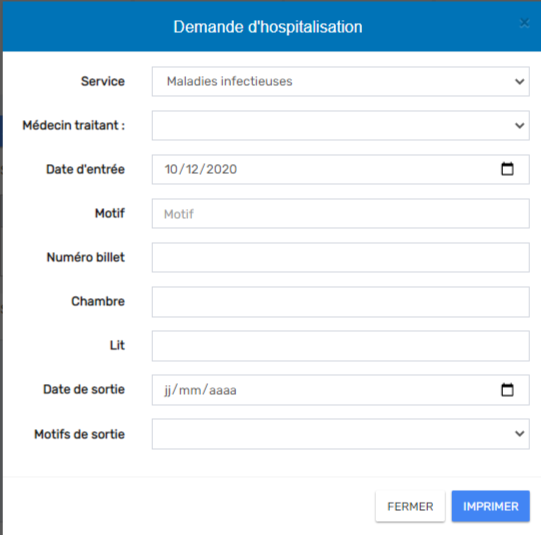 Demande d'hospitalisation ×
Service Maladies infectieuses
Médecin traitant :
Date d'entrée 10/12/2020
Motif Motif
Numéro billet
Chambre
Lit
Date de sortie jj/mm/aaaa
Motifs de sortie
FERMER IMPRIMER